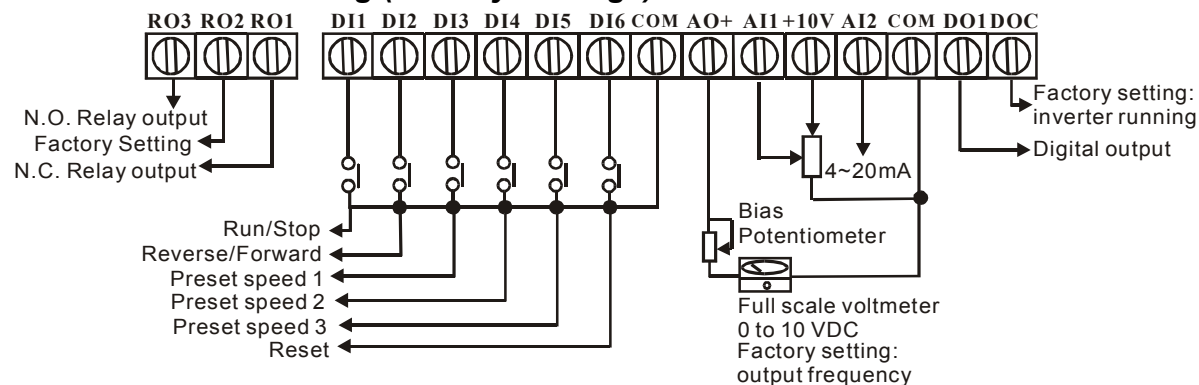 RO3 RO2 RO1 DI1 DI2 DI3 DI4 DI5 DI6 COM AO+ AI1 +10V AI2 COM DO1 DOC
N.O. Relay output
Factory Setting
N.C. Relay output
Factory setting:
inverter running
Digital output
4~20mA
Run/Stop
Reverse/Forward
Preset speed 1
Preset speed 2
Preset speed 3
Reset
Bias
Potentiometer
Full scale voltmeter
0 to 10 VDC
Factory setting:
output frequency